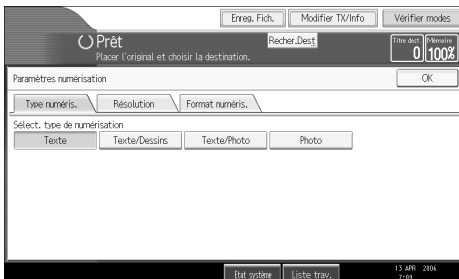 Enreg. Fich. Modifier TX/Info Vérifier modes
Prêt Recher.Dest Titre dest. Mémoire
Placer l'original et choisir la destination. 0 100%
Paramètres numérisation OK
Type numéris. Résolution Format numéris.
Sélect. type de numérisation
Texte Texte/Dessins Texte/Photo Photo
Etat système Liste trav. 13 APR 2006
7:09